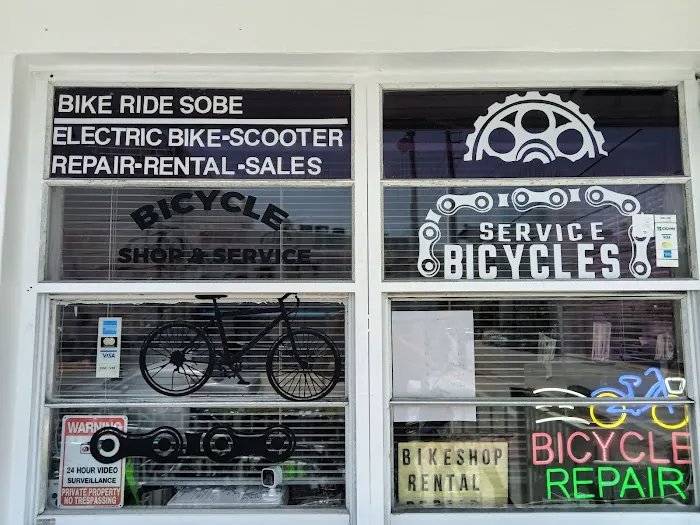 BIKE RIDE SOBE
ELECTRIC BIKE-SCOOTER
REPAIR-RENTAL-SALES
BICYCLE
SHOP & SERVICE
VISA
WARNING
24 HOUR VIDEO
SURVEILLANCE
PRIVATE PROPERTY
NO TRESPASSING
SERVICE
BICYCLES
VISA
BIKESHOP
RENTAL
BICYCLE
REPAIR